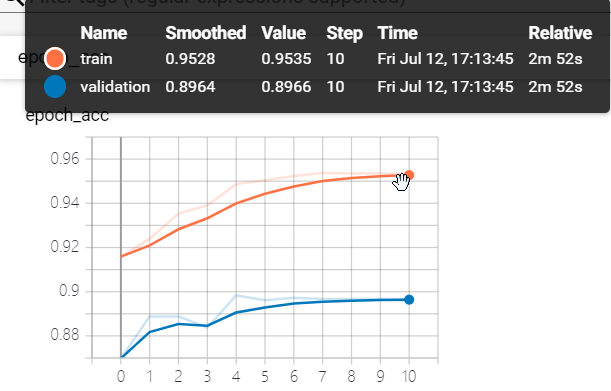 Filter tags (regular expressions supported)
Name Smoothed Value Step Time Relative
train 0.9528 0.9535 10 Fri Jul 12, 17:13:45 2m 52s
validation 0.8964 0.8966 10 Fri Jul 12, 17:13:45 2m 52s
epoch_acc
0.96
0.94
0.92
0.9
0.88
0 1 2 3 4 5 6 7 8 9 10